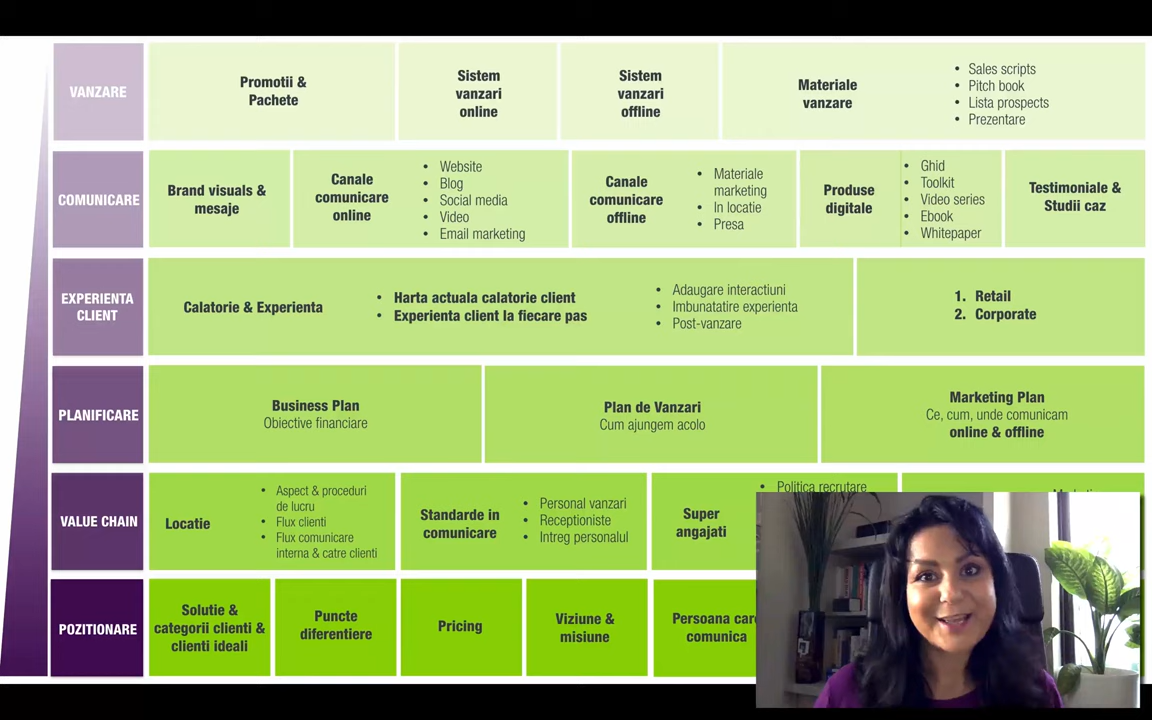 VANZARE
Promotii &
Pachete
Sistem
vanzari
online
Sistem
vanzari
offline
Materiale
vanzare
• Sales scripts
• Pitch book
• Lista prospects
• Prezentare
COMUNICARE
Brand visuals &
mesaje
Canale
comunicare
online
• Website
• Blog
• Social media
• Video
• Email marketing
Canale
comunicare
offline
• Materiale
marketing
• In locatie
• Presa
Produse
digitale
• Ghid
• Toolkit
• Video series
• Ebook
• Whitepaper
Testimoniale &
Studii caz
EXPERIENTA
CLIENT
Calatorie & Experienta
• Harta actuala calatorie client
• Experienta client la fiecare pas
• Adaugare interactiuni
• Imbunatatire experienta
• Post-vanzare
1. Retail
2. Corporate
PLANIFICARE
Business Plan
Obiective financiare
Plan de Vanzari
Cum ajungem acolo
Marketing Plan
Ce, cum, unde comunicam
online & offline
VALUE CHAIN
Locatie
• Aspect & proceduri
de lucru
• Flux clienti
• Flux comunicare
interna & catre clienti
Standarde in
comunicare
• Personal vanzari
• Receptioniste
• Intreg personalul
Super
angajati
• Politica recrutare
POZITIONARE
Solutie &
categorii clienti &
clienti ideali
Puncte
diferentiere
Pricing
Viziune &
misiune
Persoana care
comunica